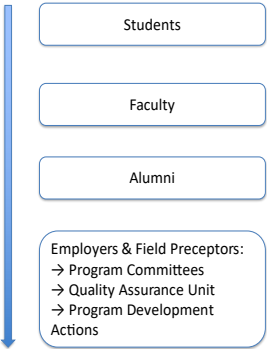 Students
Faculty
Alumni
Employers & Field Preceptors:
→ Program Committees
→ Quality Assurance Unit
→ Program Development
Actions